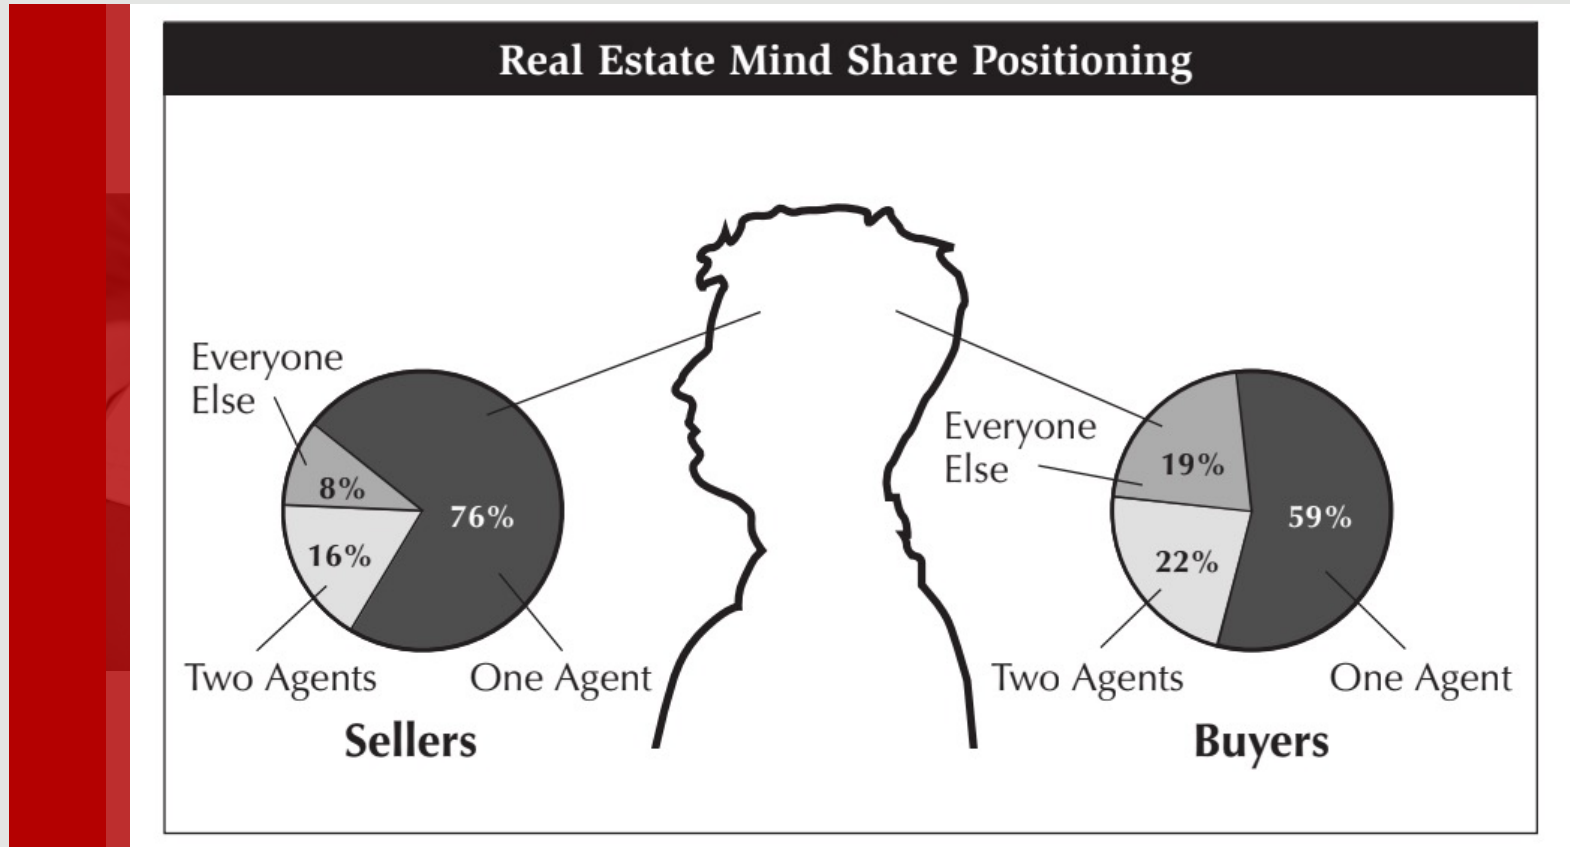 Real Estate Mind Share Positioning
Everyone
Else
8%
76%
16%
Two Agents
One Agent
Sellers
Everyone
Else
19%
59%
22%
Two Agents
One Agent
Buyers